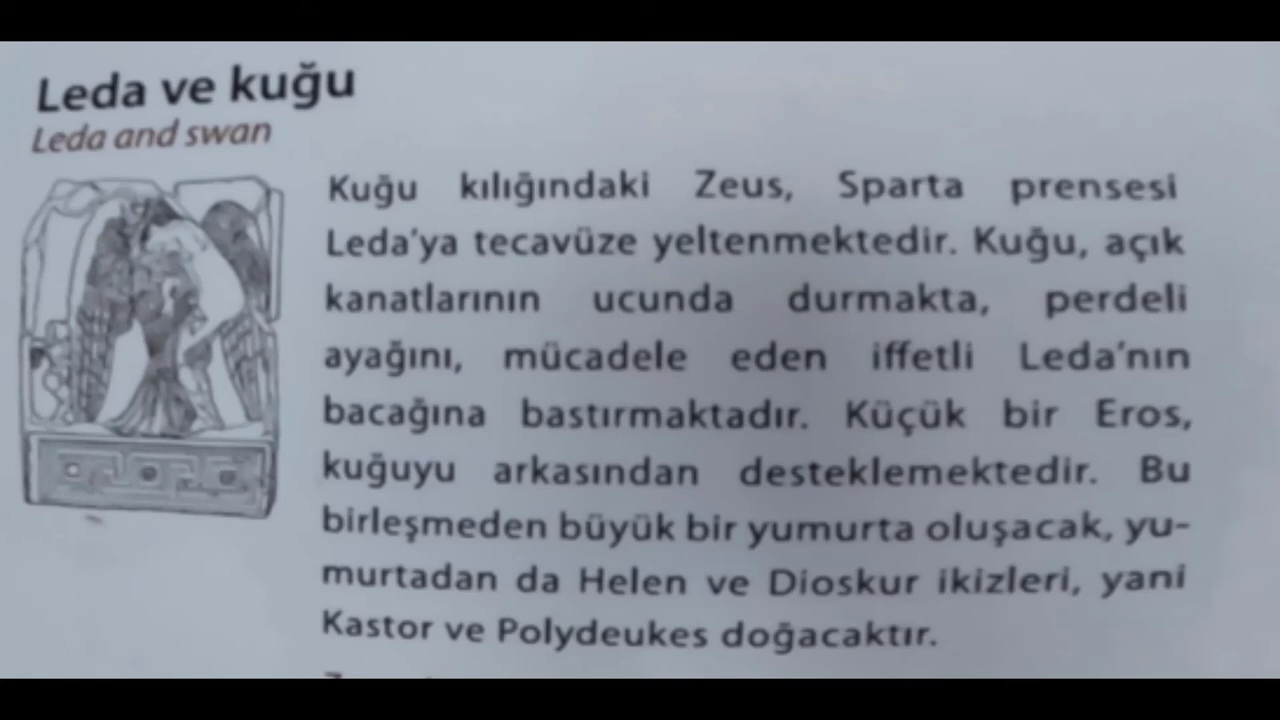 Leda ve kuğu
Leda and swan
Kuğu kılığındaki Zeus, Sparta prensesi
Leda'ya tecavüze yeltenmektedir. Kuğu, açık
kanatlarının ucunda durmakta, perdeli
ayağını, mücadele eden iffetli Leda'nın
bacağına bastırmaktadır. Küçük bir Eros,
kuğuyu arkasından desteklemektedir. Bu
birleşmeden büyük bir yumurta oluşacak, yu-
murtadan da Helen ve Dioskur ikizleri, yani
Kastor ve Polydeukes doğacaktır.